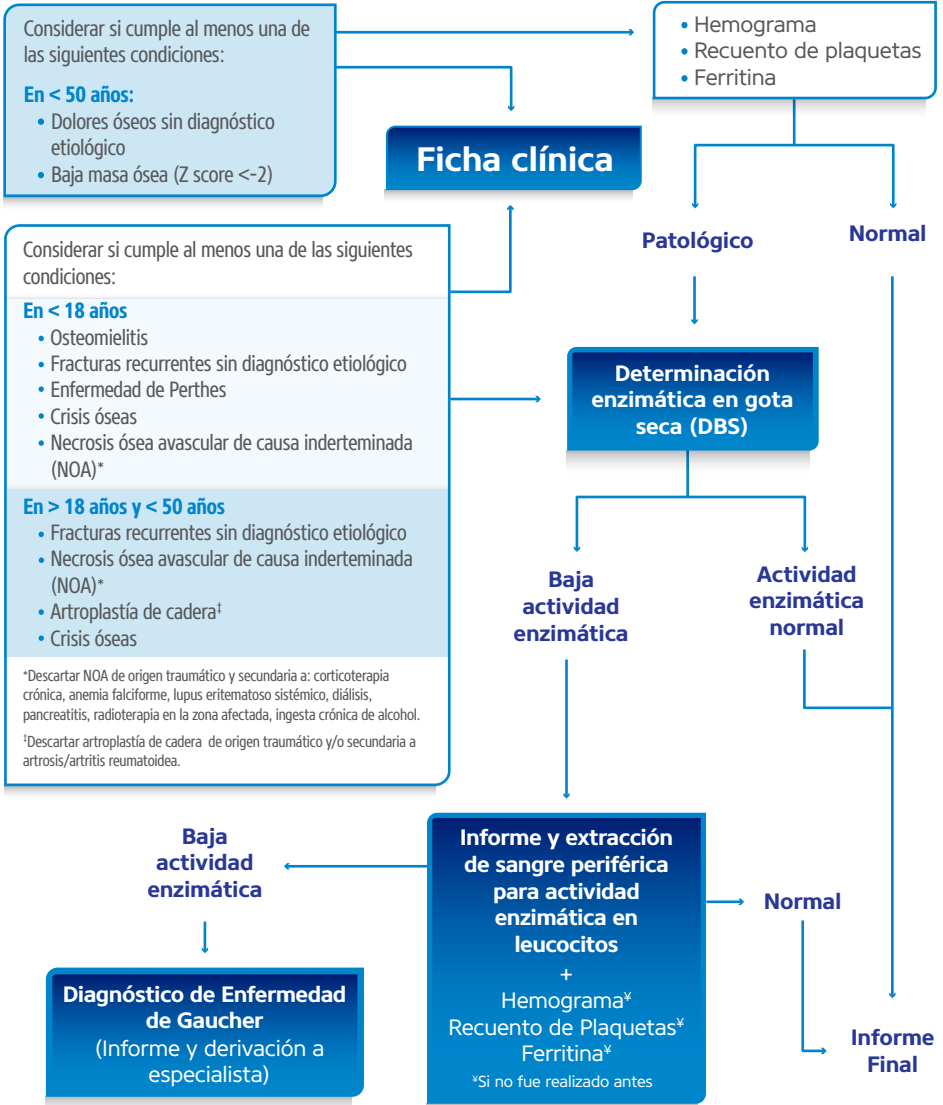 Considerar si cumple al menos una de
las siguientes condiciones:
En < 50 años:
• Dolores óseos sin diagnóstico
etiológico
• Baja masa ósea (Z score <-2)
• Hemograma
• Recuento de plaquetas
• Ferritina
Ficha clínica
Patológico
Normal
Considerar si cumple al menos una de las siguientes
condiciones:
En < 18 años
• Osteomielitis
• Fracturas recurrentes sin diagnóstico etiológico
• Enfermedad de Perthes
• Crisis óseas
• Necrosis ósea avascular de causa inderteminada
(NOA)*
En > 18 años y < 50 años
• Fracturas recurrentes sin diagnóstico etiológico
• Necrosis ósea avascular de causa inderteminada
(NOA)*
• Artroplastía de cadera‡
• Crisis óseas
*Descartar NOA de origen traumático y secundaria a: corticoterapia
crónica, anemia falciforme, lupus eritematoso sistémico, diálisis,
pancreatitis, radioterapia en la zona afectada, ingesta crónica de alcohol.
‡Descartar artroplastía de cadera de origen traumático y/o secundaria a
artrosis/artritis reumatoidea.
Determinación
enzimática en gota
seca (DBS)
Baja
actividad
enzimática
Actividad
enzimática
normal
Informe y extracción
de sangre periférica
para actividad
enzimática en
leucocitos
+
Hemograma¥
Recuento de Plaquetas¥
Ferritina¥
¥Si no fue realizado antes
Baja
actividad
enzimática
Normal
Diagnóstico de Enfermedad
de Gaucher
(Informe y derivación a
especialista)
Informe
Final